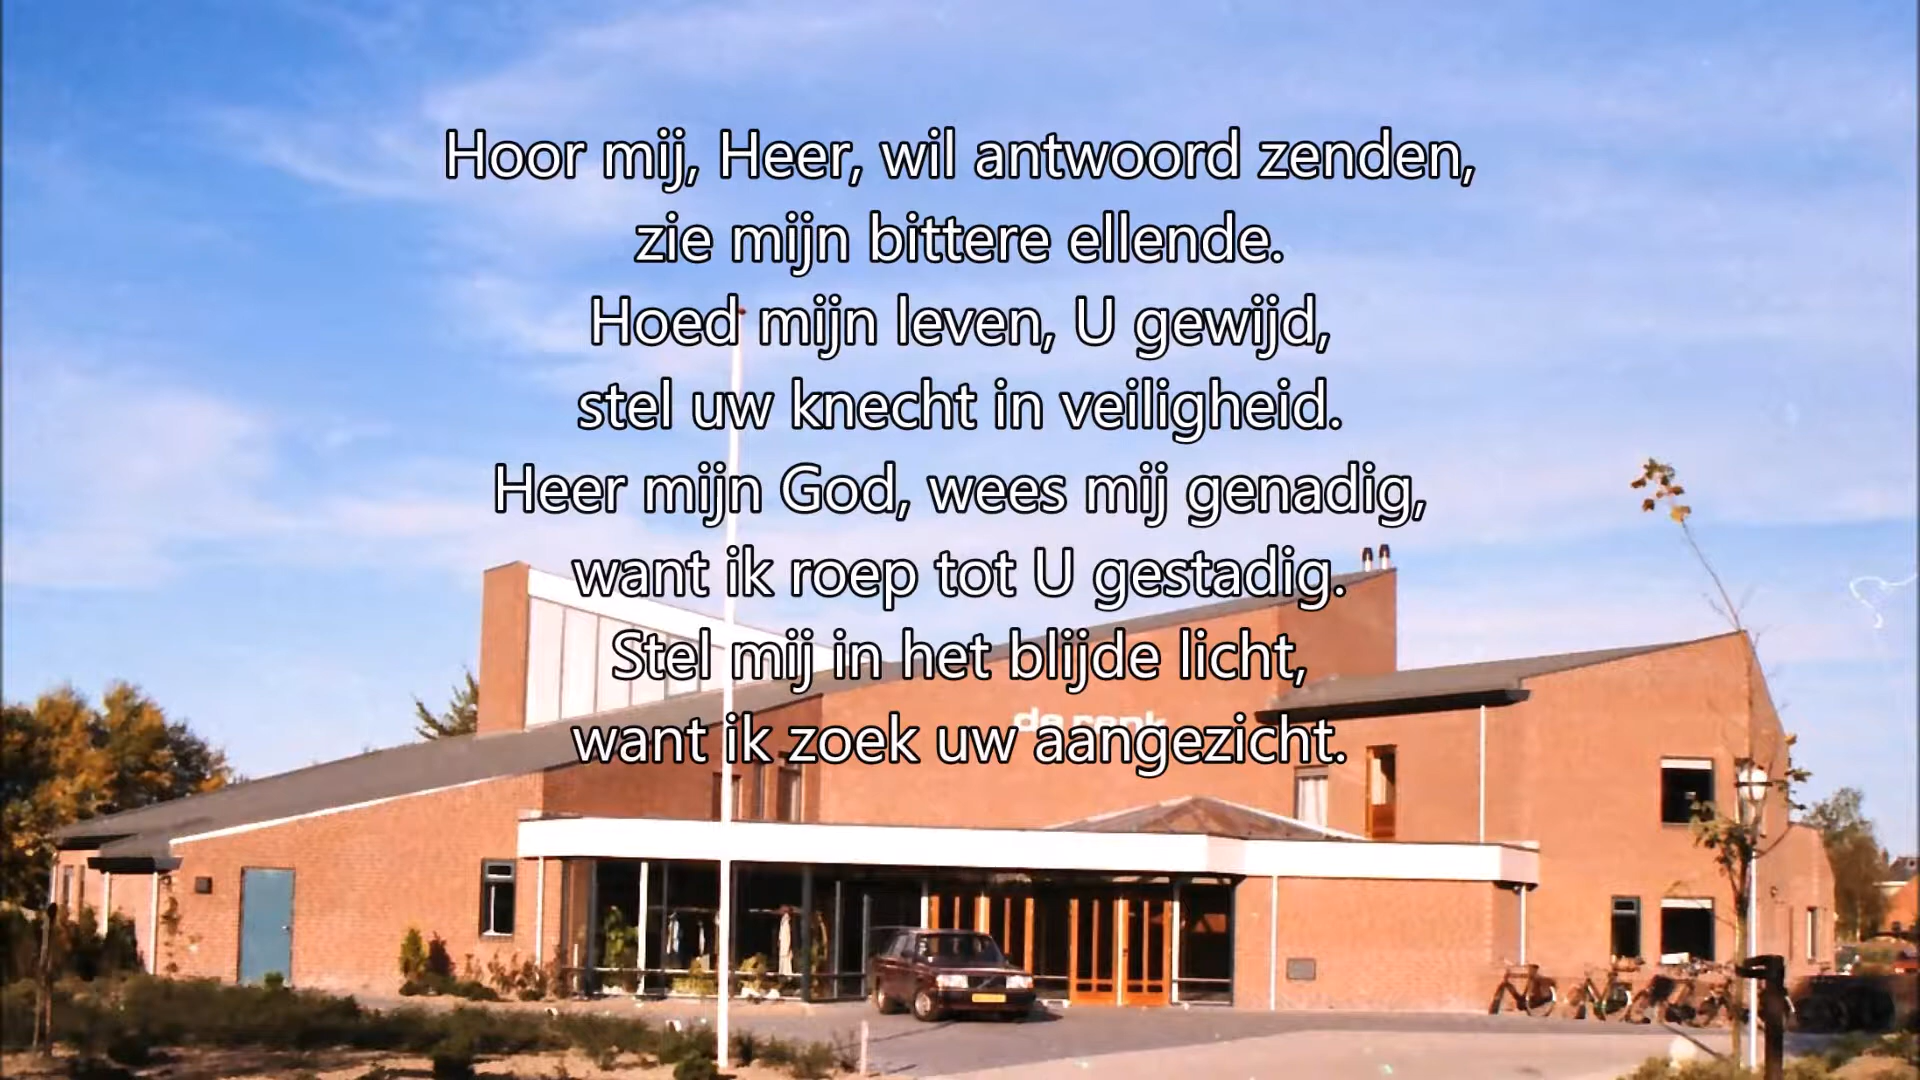 Hoor mij, Heer, wil antwoord zenden,
zie mijn bittere ellende.
Hoed mijn leven, U gewijd,
stel uw knecht in veiligheid.
Heer mijn God, wees mij genadig,
want ik roep tot U gestadig.
Stel mij in het blijde licht,
want ik zoek uw aangezicht.